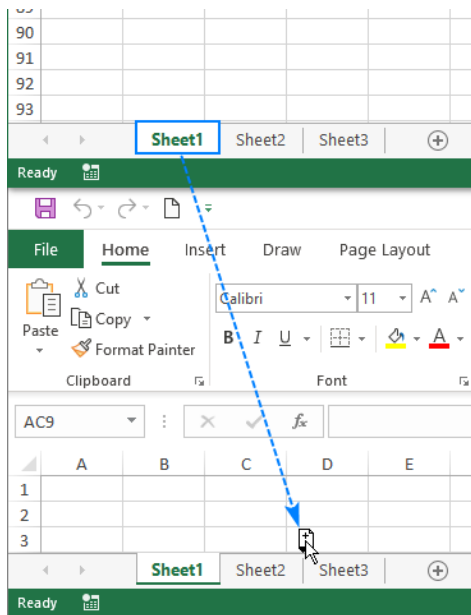 90
91
92
93
Sheet1 Sheet2 Sheet3
Ready
File Home Insert Draw Page Layout
Cut
Calibri 11 A^ A
Copy
Paste
B I U A
Format Painter
Clipboard Font
AC9 fx
A B C D E
1
2
3
Sheet1 Sheet2 Sheet3
Ready